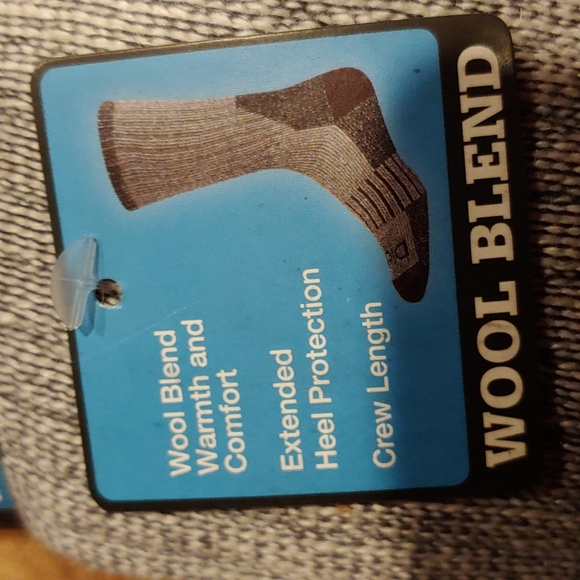 Wool Blend
Warmth and
Comfort
Extended
Heel Protection
Crew Length
WOOL BLEND